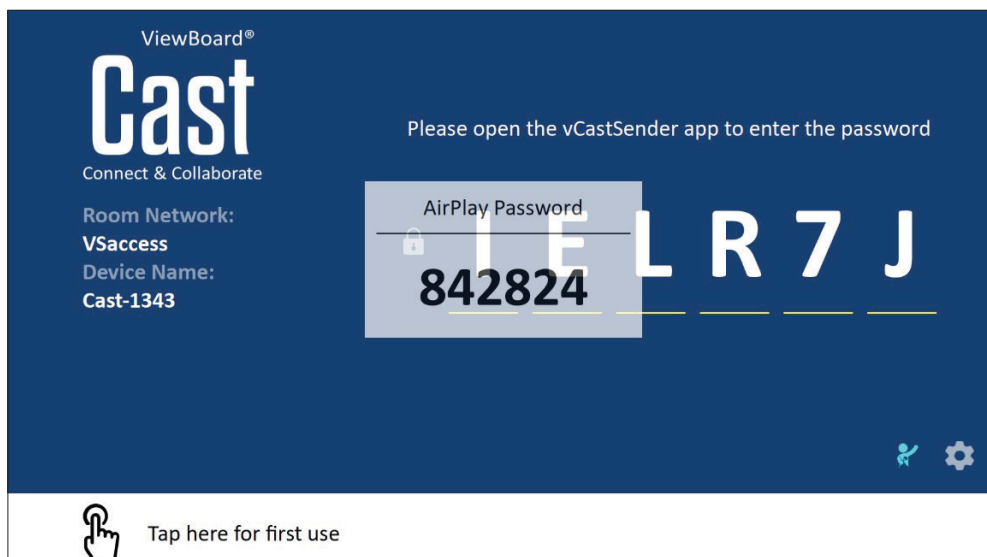 ViewBoard®
Cast
Connect & Collaborate
Room Network:
VSaccess
Device Name:
Cast-1343
Please open the vCastSender app to enter the password
I E L R 7 J
AirPlay Password
842824
Tap here for first use